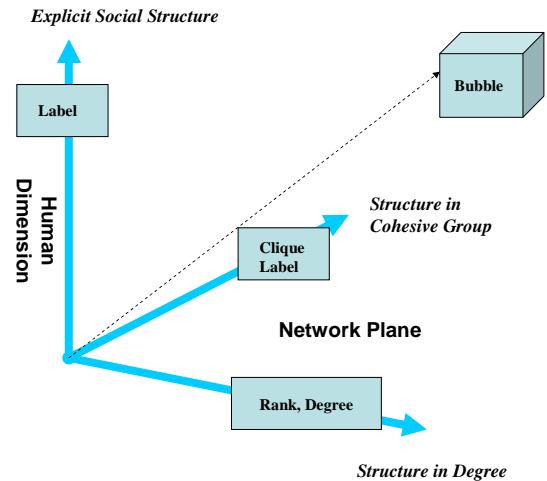 Explicit Social Structure
Label
Bubble
Human
Dimension
Structure in
Cohesive Group
Clique
Label
Network Plane
Rank, Degree
Structure in Degree